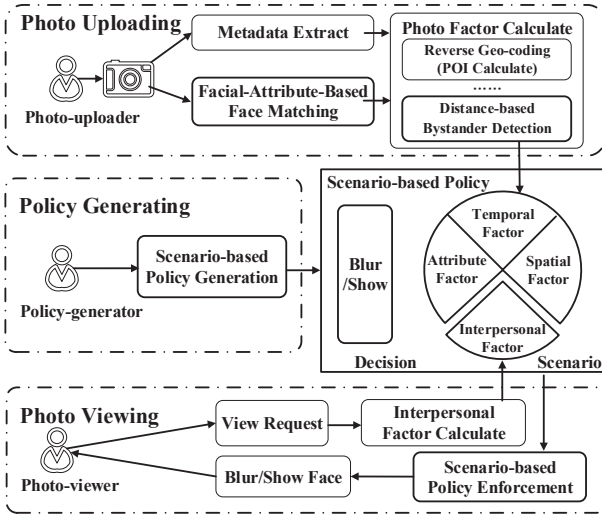 Photo Uploading
Photo-uploader
Metadata Extract
Facial-Attribute-Based
Face Matching
Photo Factor Calculate
Reverse Geo-coding
(POI Calculate)
......
Distance-based
Bystander Detection
Policy Generating
Policy-generator
Scenario-based
Policy Generation
Scenario-based Policy
Blur
/Show
Decision
Temporal
Factor
Attribute
Factor
Spatial
Factor
Interpersonal
Factor
Scenario
Photo Viewing
Photo-viewer
View Request
Interpersonal
Factor Calculate
Blur/Show Face
Scenario-based
Policy Enforcement